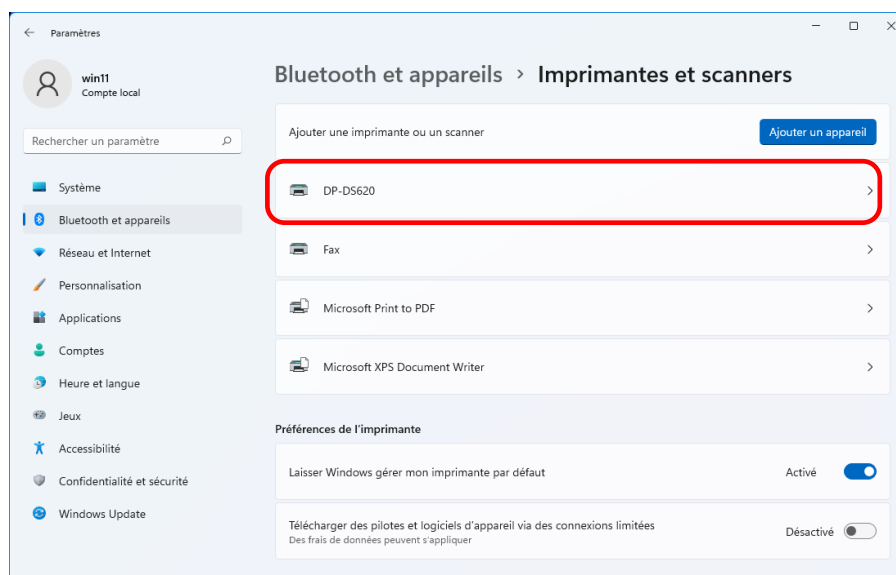 Paramètres
win11
Compte local
Rechercher un paramètre
Système
Bluetooth et appareils
Réseau et Internet
Personnalisation
Applications
Comptes
Heure et langue
Jeux
Accessibilité
Confidentialité et sécurité
Windows Update
Bluetooth et appareils > Imprimantes et scanners
Ajouter une imprimante ou un scanner
Ajouter un appareil
DP-DS620
Fax
Microsoft Print to PDF
Microsoft XPS Document Writer
Préférences de l'imprimante
Laisser Windows gérer mon imprimante par défaut
Activé
Télécharger des pilotes et logiciels d'appareil via des connexions limitées
Des frais de données peuvent s'appliquer
Désactivé